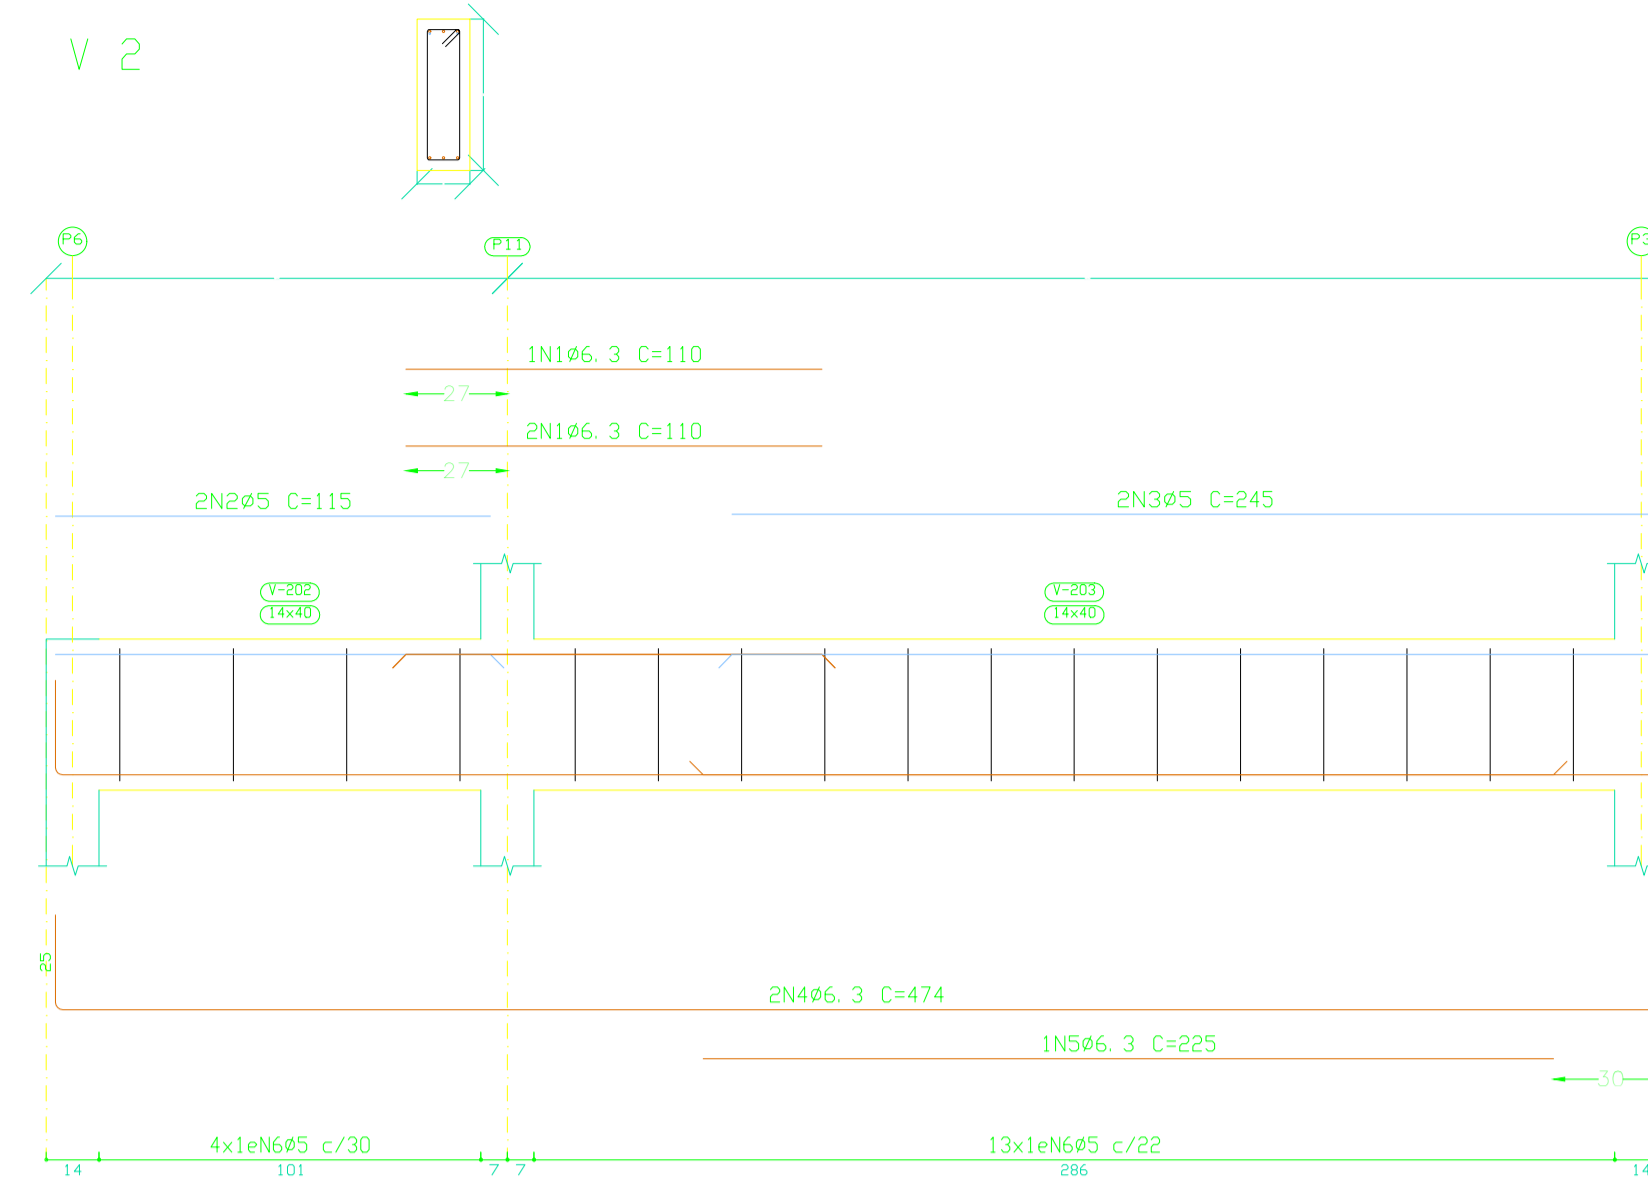 V 2
P6
P11
P3
1N1ø6.3 C=110
27
2N1ø6.3 C=110
27
2N2ø5 C=115
2N3ø5 C=245
V-202
14x40
V-203
14x40
25
2N4ø6.3 C=474
1N5ø6.3 C=225
30
4x1eN6ø5 c/30
13x1eN6ø5 c/22
14
101
7
7
286
14